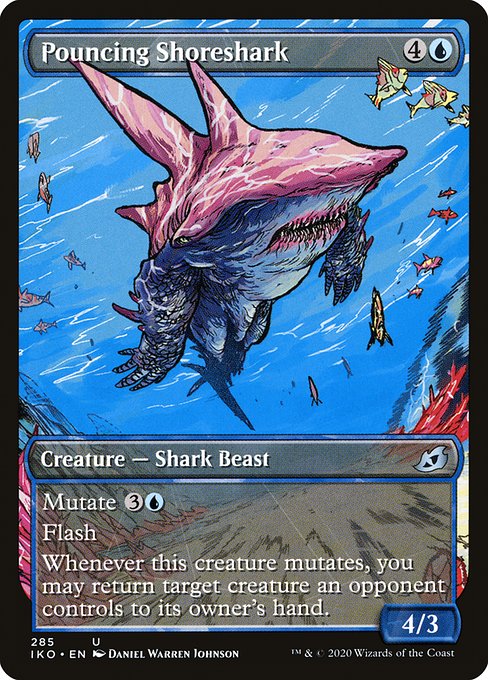 Pouncing Shoreshark 4
Creature — Shark Beast
Mutate 3
Flash
Whenever this creature mutates, you
may return target creature an opponent
controls to its owner's hand.
4/3
285 U
IKO • EN Daniel Warren Johnson ™ & © 2020 Wizards of the Coast